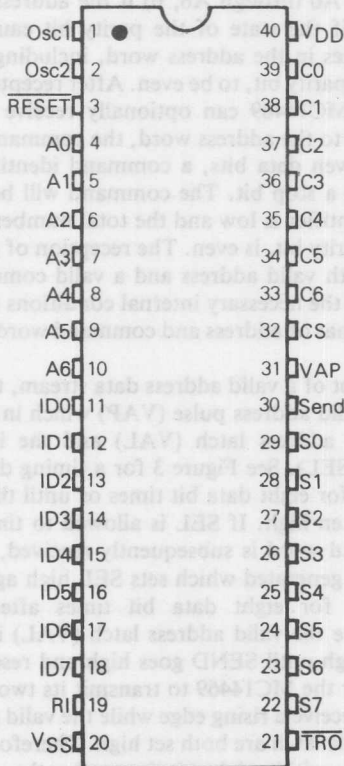 Osc1 1 40 VDD
Osc2 2 39 C0
RESET 3 38 C1
A0 4 37 C2
A1 5 36 C3
A2 6 35 C4
A3 7 34 C5
A4 8 33 C6
A5 9 32 CS
A6 10 31 VAP
ID0 11 30 Send
ID1 12 29 S0
ID2 13 28 S1
ID3 14 27 S2
ID4 15 26 S3
ID5 16 25 S4
ID6 17 24 S5
ID7 18 23 S6
RI 19 22 S7
VSS 20 21 TRO